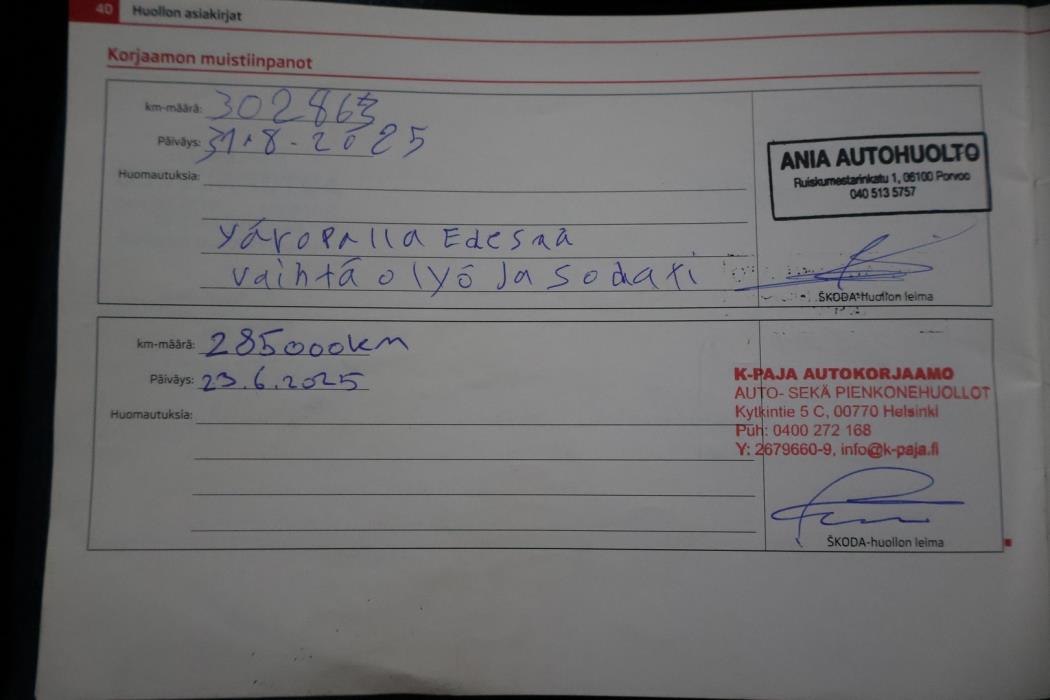 40 Huollon asiakirjat
Korjaamon muistiinpanot
km-määrä: 302863
Päiväys: 31.8-2025
Huomautuksia:
Edesää
vaihtá olyö Ja sodati
ANIA AUTOHUOLTO
Ruiskumestarinkatu 1, 06100 Porvoo
040 513 5757
ŠKODA-Huollon leima
km-määrä: 285000km
Päiväys: 23.6.2025
Huomautuksia:
K-PAJA AUTOKORJAAMO
AUTO- SEKÄ PIENKONEHUOLLOT
Kytkintie 5 C, 00770 Helsinki
Puh: 0400 272 168
Y: 2679660-9, info@k-paja.fi
ŠKODA-huollon leima